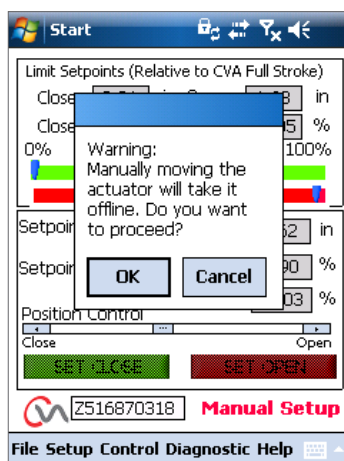 Start
Limit Setpoints (Relative to CVA Full Stroke)
Close in
Close %
0% 100%
Warning:
Manually moving the
actuator will take it
offline. Do you want
to proceed?
OK Cancel
in
%
%
Position Control
Close Open
SET CLOSE SET OPEN
Z516870318 Manual Setup
File Setup Control Diagnostic Help